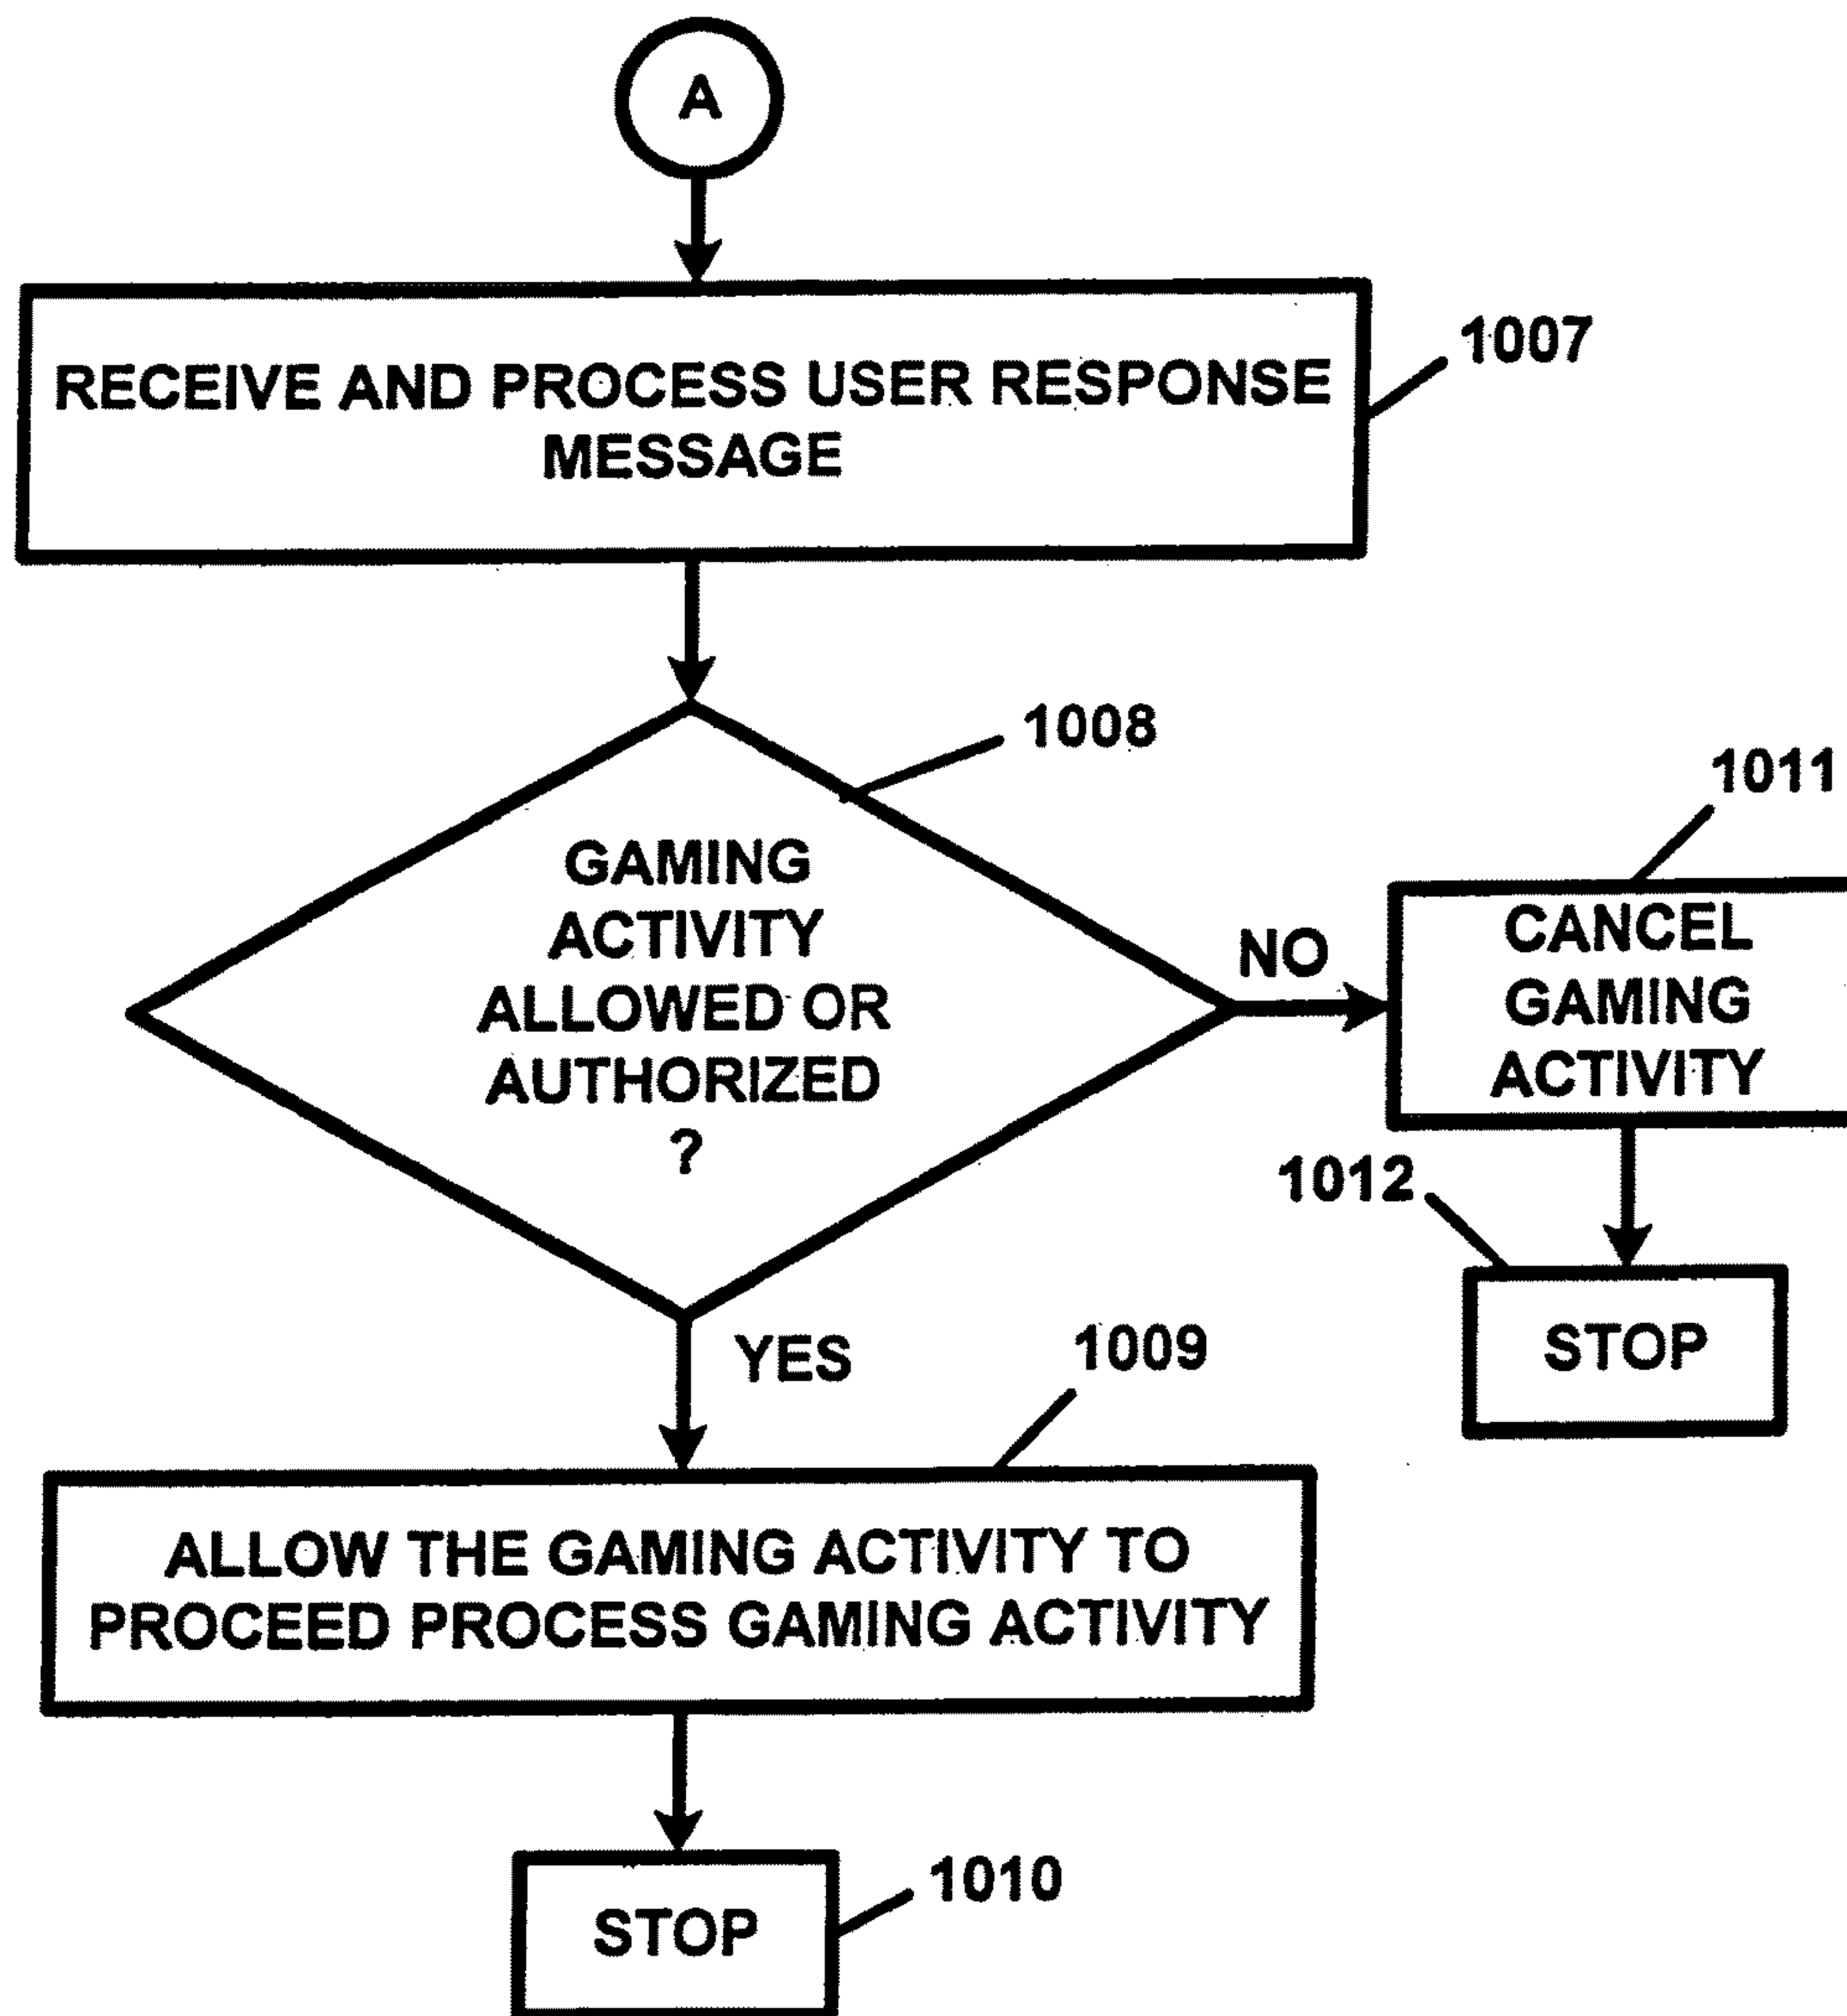 A
RECEIVE AND PROCESS USER RESPONSE
MESSAGE
1007
1008
GAMING
ACTIVITY
ALLOWED OR
AUTHORIZED
?
NO
1011
CANCEL
GAMING
ACTIVITY
1012
STOP
YES
1009
ALLOW THE GAMING ACTIVITY TO
PROCEED PROCESS GAMING ACTIVITY
STOP
1010